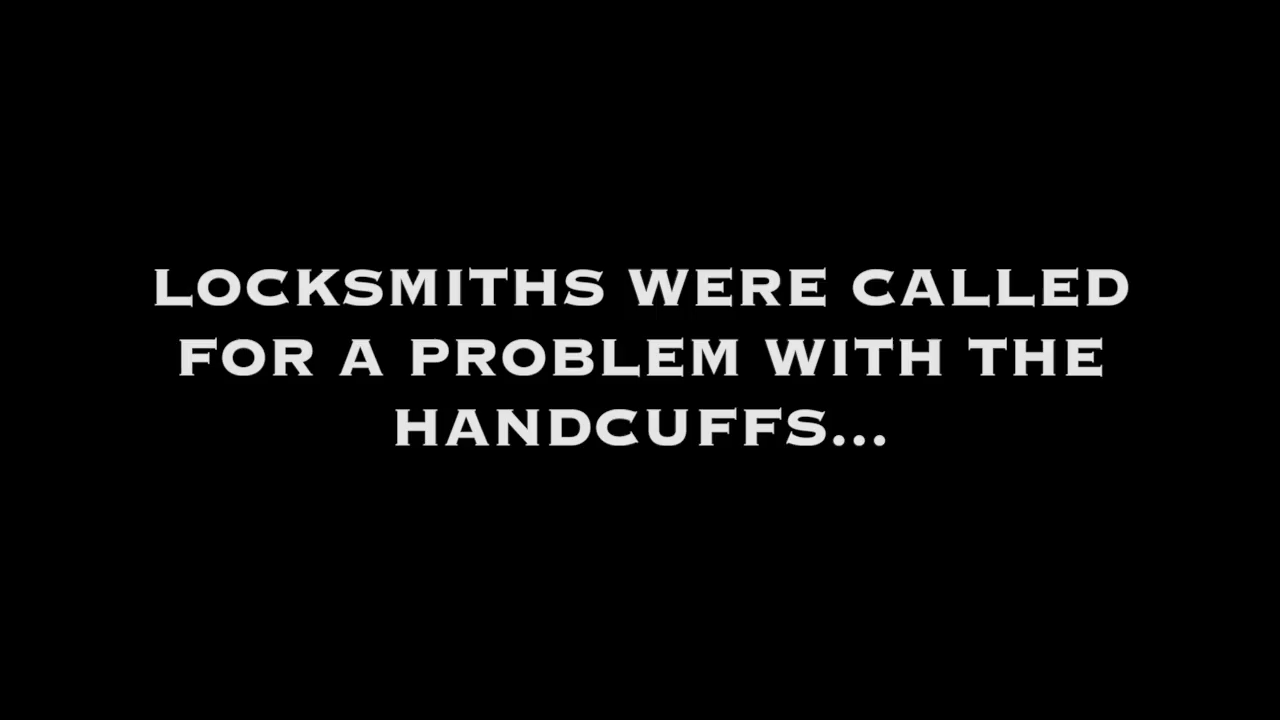 LOCKSMITHS WERE CALLED
FOR A PROBLEM WITH THE
HANDCUFFS...